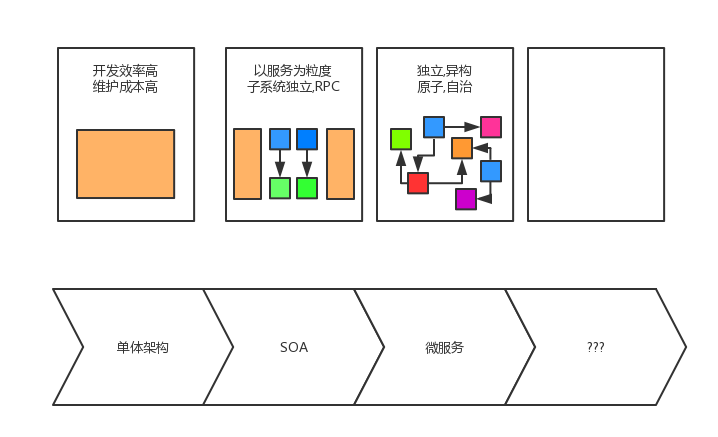 开发效率高
维护成本高
以服务为粒度
子系统独立,RPC
独立,异构
原子,自治
单体架构
SOA
微服务
???